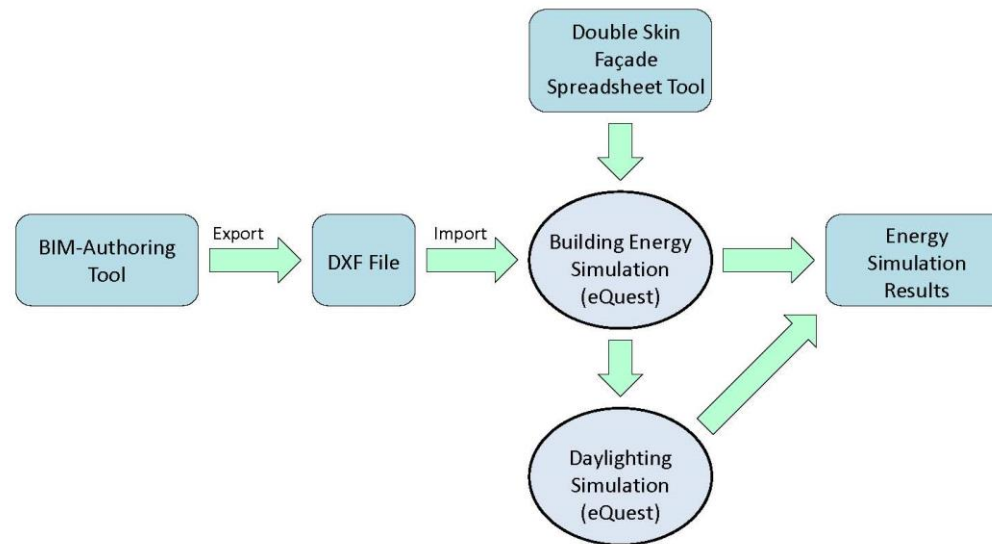 Double Skin
Façade
Spreadsheet Tool
BIM-Authoring
Tool
Export
DXF File
Import
Building Energy
Simulation
(eQuest)
Energy
Simulation
Results
Daylighting
Simulation
(eQuest)